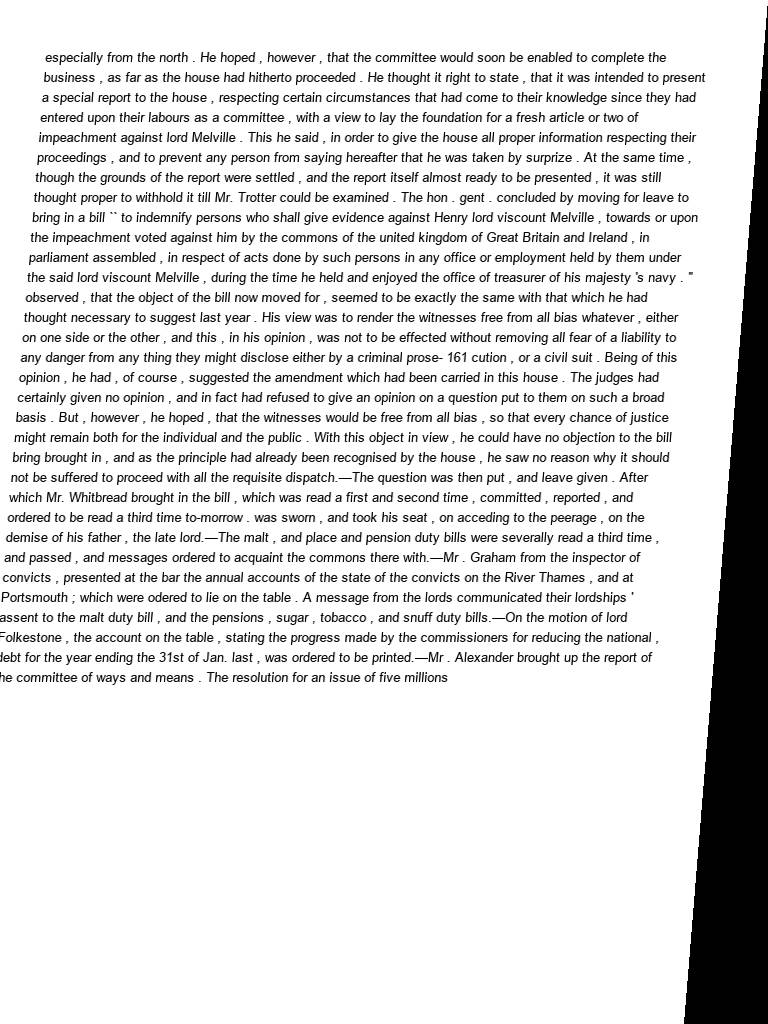 especially from the north . He hoped , however , that the committee would soon be enabled to complete the
business , as far as the house had hitherto proceeded . He thought it right to state , that it was intended to present
a special report to the house , respecting certain circumstances that had come to their knowledge since they had
entered upon their labours as a committee , with a view to lay the foundation for a fresh article or two of
impeachment against lord Melville . This he said , in order to give the house all proper information respecting their
proceedings , and to prevent any person from saying hereafter that he was taken by surprize . At the same time ,
though the grounds of the report were settled , and the report itself almost ready to be presented , it was still
thought proper to withhold it till Mr. Trotter could be examined . The hon . gent . concluded by moving for leave to
bring in a bill `` to indemnify persons who shall give evidence against Henry lord viscount Melville , towards or upon
the impeachment voted against him by the commons of the united kingdom of Great Britain and Ireland , in
parliament assembled , in respect of acts done by such persons in any office or employment held by them under
the said lord viscount Melville , during the time he held and enjoyed the office of treasurer of his majesty 's navy . ''
observed , that the object of the bill now moved for , seemed to be exactly the same with that which he had
thought necessary to suggest last year . His view was to render the witnesses free from all bias whatever , either
on one side or the other , and this , in his opinion , was not to be effected without removing all fear of a liability to
any danger from any thing they might disclose either by a criminal prose- 161 cution , or a civil suit . Being of this
opinion , he had , of course , suggested the amendment which had been carried in this house . The judges had
certainly given no opinion , and in fact had refused to give an opinion on a question put to them on such a broad
basis . But , however , he hoped , that the witnesses would be free from all bias , so that every chance of justice
might remain both for the individual and the public . With this object in view , he could have no objection to the bill
bring brought in , and as the principle had already been recognised by the house , he saw no reason why it should
not be suffered to proceed with all the requisite dispatch.—The question was then put , and leave given . After
which Mr. Whitbread brought in the bill , which was read a first and second time , committed , reported , and
ordered to be read a third time to-morrow . was sworn , and took his seat , on acceding to the peerage , on the
demise of his father , the late lord.—The malt , and place and pension duty bills were severally read a third time ,
and passed , and messages ordered to acquaint the commons there with.—Mr . Graham from the inspector of
convicts , presented at the bar the annual accounts of the state of the convicts on the River Thames , and at
Portsmouth ; which were odered to lie on the table . A message from the lords communicated their lordships '
assent to the malt duty bill , and the pensions , sugar , tobacco , and snuff duty bills.—On the motion of lord
Folkestone , the account on the table , stating the progress made by the commissioners for reducing the national ,
debt for the year ending the 31st of Jan. last , was ordered to be printed.—Mr . Alexander brought up the report of
he committee of ways and means . The resolution for an issue of five millions